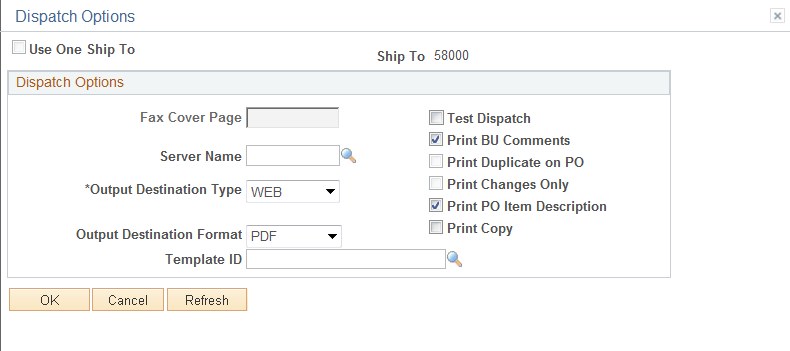 Dispatch Options
Use One Ship To
Ship To 58000
Dispatch Options
Fax Cover Page
Server Name
*Output Destination Type WEB
Output Destination Format PDF
Template ID
Test Dispatch
Print BU Comments
Print Duplicate on PO
Print Changes Only
Print PO Item Description
Print Copy
OK Cancel Refresh